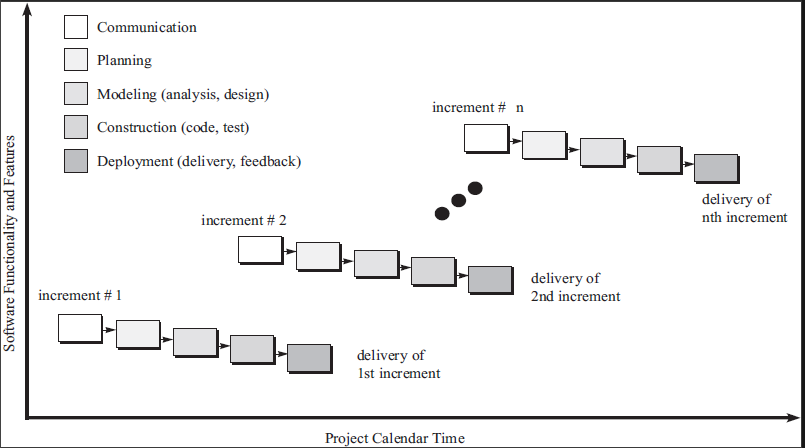 Communication
Planning
Modeling (analysis, design)
Construction (code, test)
Deployment (delivery, feedback)
increment # n
delivery of
nth increment
increment # 2
delivery of
2nd increment
increment # 1
delivery of
1st increment
Software Functionality and Features
Project Calendar Time